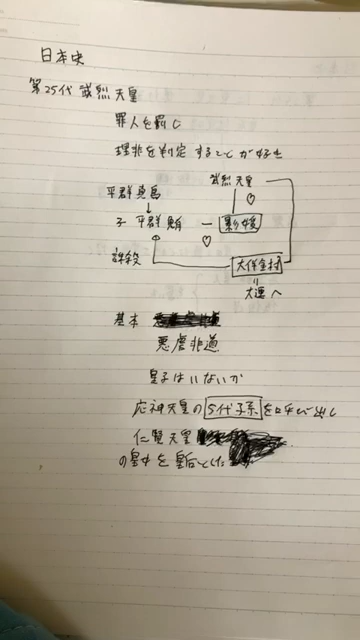 日本史
第25代 武烈天皇
罪人を罰し
理非を判定することが好き
武烈天皇
平群真鳥
子 平群鮪 ー 影媛
誅殺
大伴金村
大連へ
基本
悪虐非道
皇子はいないか
応神天皇の5代子孫を呼び出し
仁賢天皇
の皇女を皇后とした